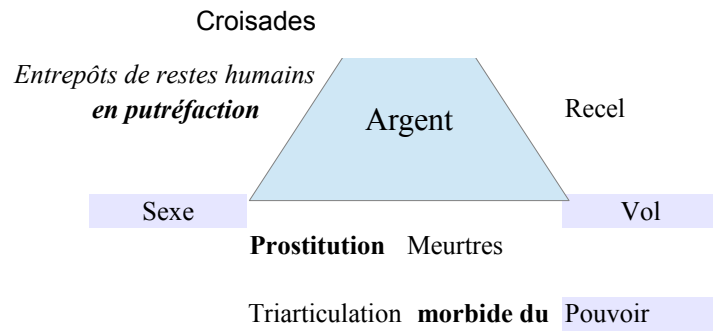 Croisades
Entrepôts de restes humains
en putréfaction
Argent
Recel
Sexe
Vol
Prostitution Meurtres
Triarticulation morbide du Pouvoir